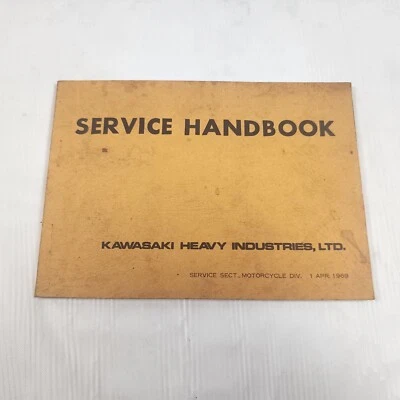 SERVICE HANDBOOK
KAWASAKI HEAVY INDUSTRIES, LTD.
SERVICE SECT., MOTORCYCLE DIV. 1 APR. 1969